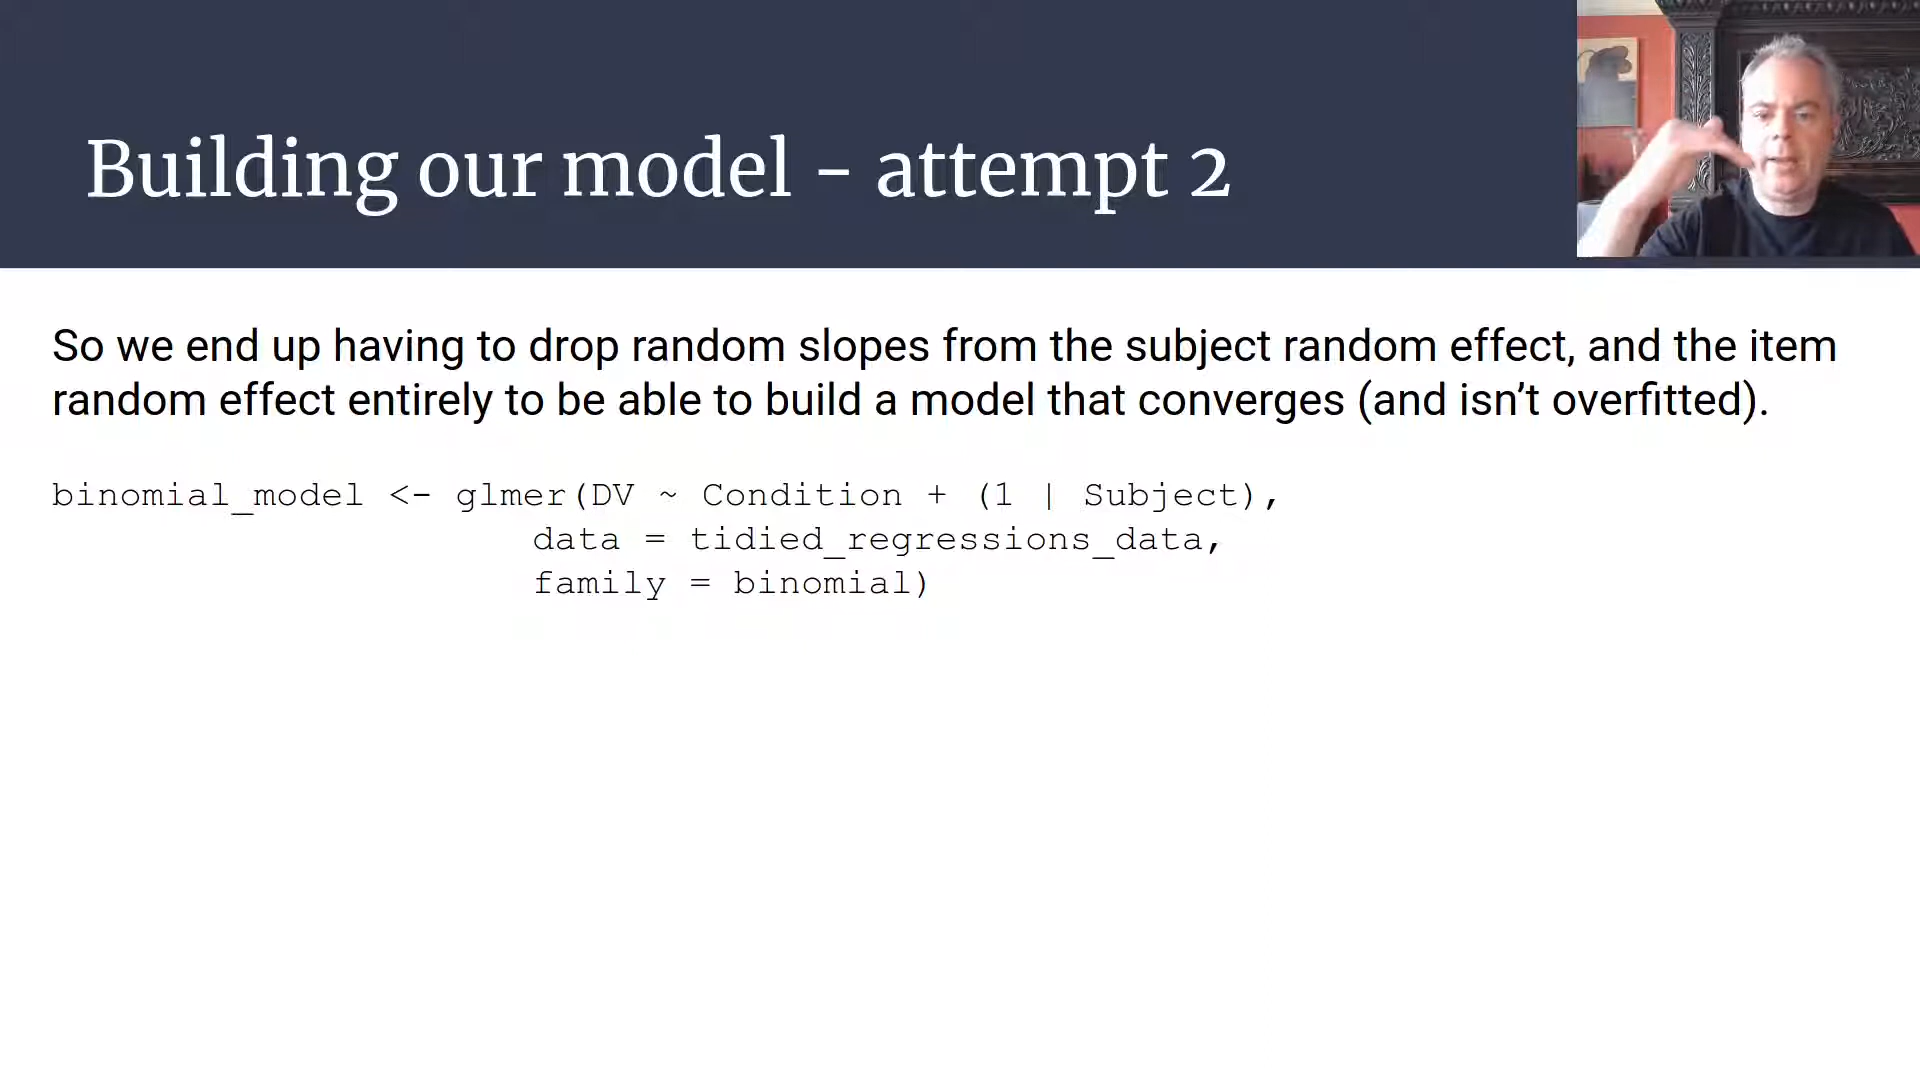 Building our model - attempt 2
So we end up having to drop random slopes from the subject random effect, and the item
random effect entirely to be able to build a model that converges (and isn’t overfitted).
binomial_model <- glmer(DV ~ Condition + (1 | Subject),
data = tidied_regressions_data,
family = binomial)